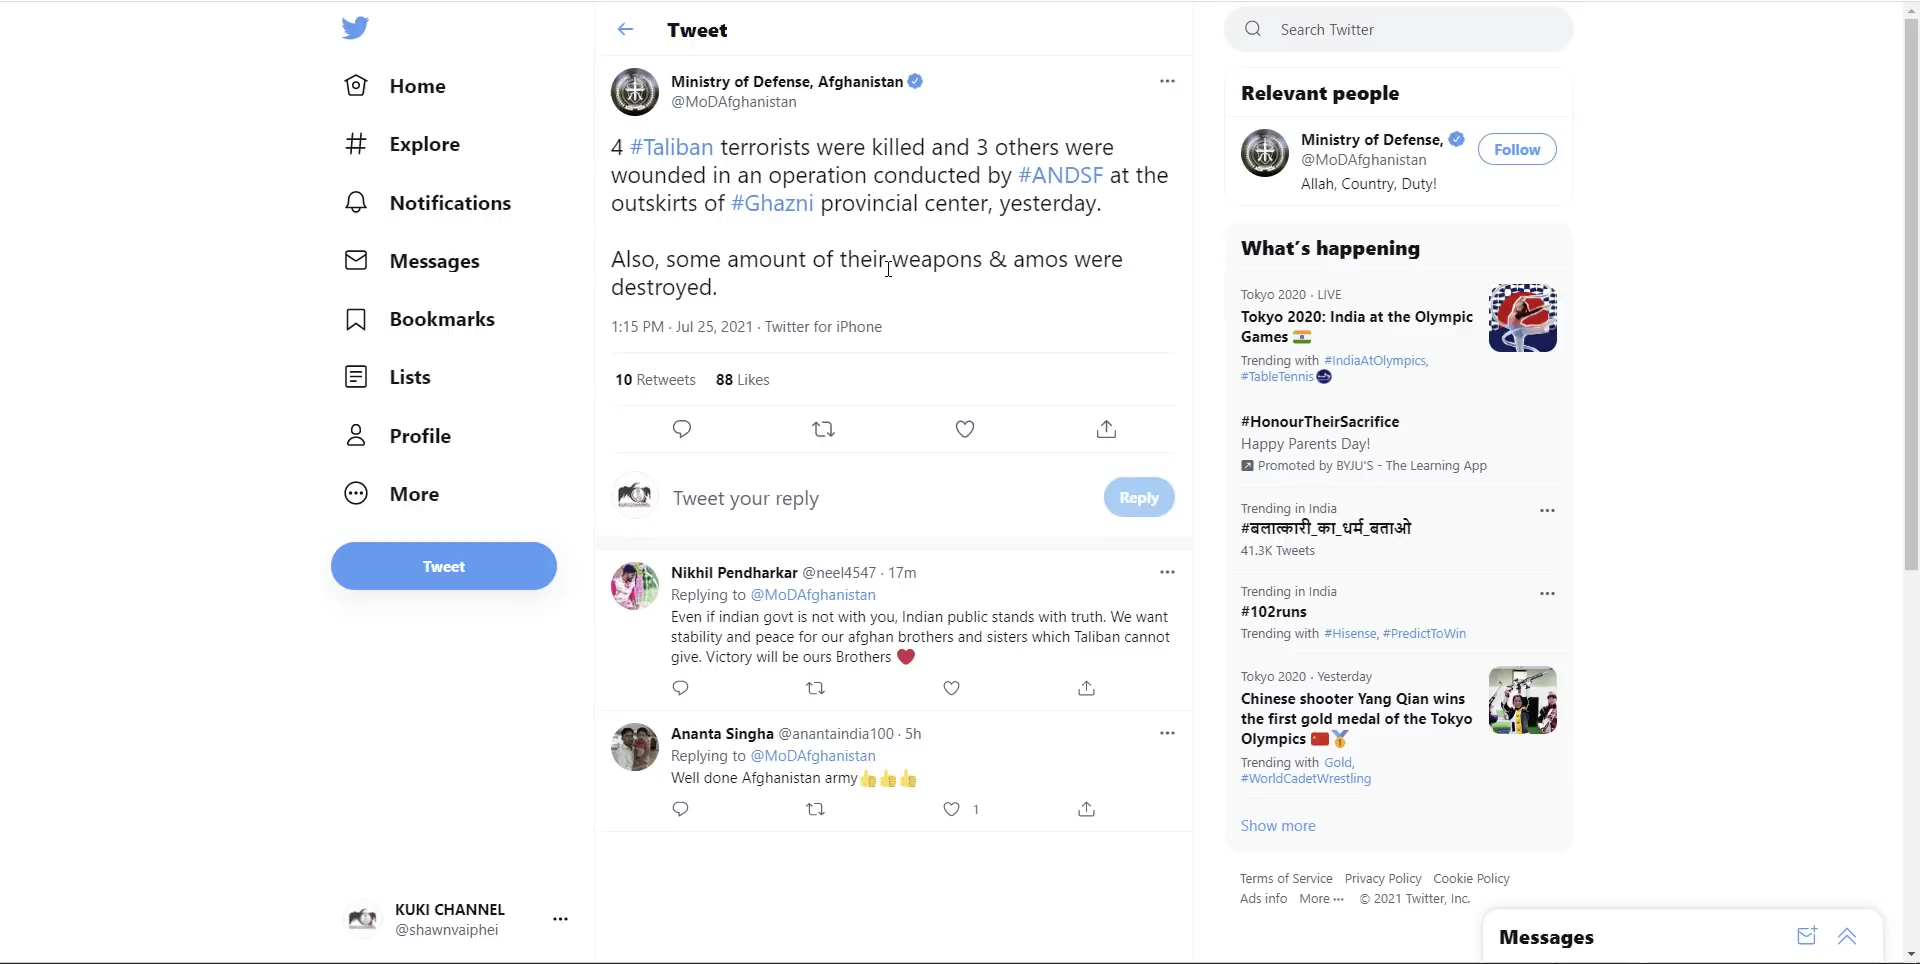 Home
Explore
Notifications
Messages
Bookmarks
Lists
Profile
More
Tweet
KUKI CHANNEL
@shawnvaiphei
Tweet
Ministry of Defense, Afghanistan
@MoDAfghanistan
4 #Taliban terrorists were killed and 3 others were
wounded in an operation conducted by #ANDSF at the
outskirts of #Ghazni provincial center, yesterday.
Also, some amount of their weapons & amos were
destroyed.
1:15 PM · Jul 25, 2021 · Twitter for iPhone
10 Retweets 88 Likes
Tweet your reply
Reply
Nikhil Pendharkar @neel4547 · 17m
Replying to @MoDAfghanistan
Even if indian govt is not with you, Indian public stands with truth. We want
stability and peace for our afghan brothers and sisters which Taliban cannot
give. Victory will be ours Brothers ❤️
Ananta Singha @anantaindia100 · 5h
Replying to @MoDAfghanistan
Well done Afghanistan army👍👍👍
1
Search Twitter
Relevant people
Ministry of Defense,
@MoDAfghanistan
Follow
Allah, Country, Duty!
What's happening
Tokyo 2020 · LIVE
Tokyo 2020: India at the Olympic
Games 🇮🇳
Trending with #IndiaAtOlympics,
#TableTennis
#HonourTheirSacrifice
Happy Parents Day!
Promoted by BYJU'S - The Learning App
Trending in India
#बलात्कारी_का_धर्म_बताओ
41.3K Tweets
Trending in India
#102runs
Trending with #Hisense, #PredictToWin
Tokyo 2020 · Yesterday
Chinese shooter Yang Qian wins
the first gold medal of the Tokyo
Olympics 🇨🇳🥇
Trending with Gold,
#WorldCadetWrestling
Show more
Terms of Service Privacy Policy Cookie Policy
Ads info More ··· © 2021 Twitter, Inc.
Messages